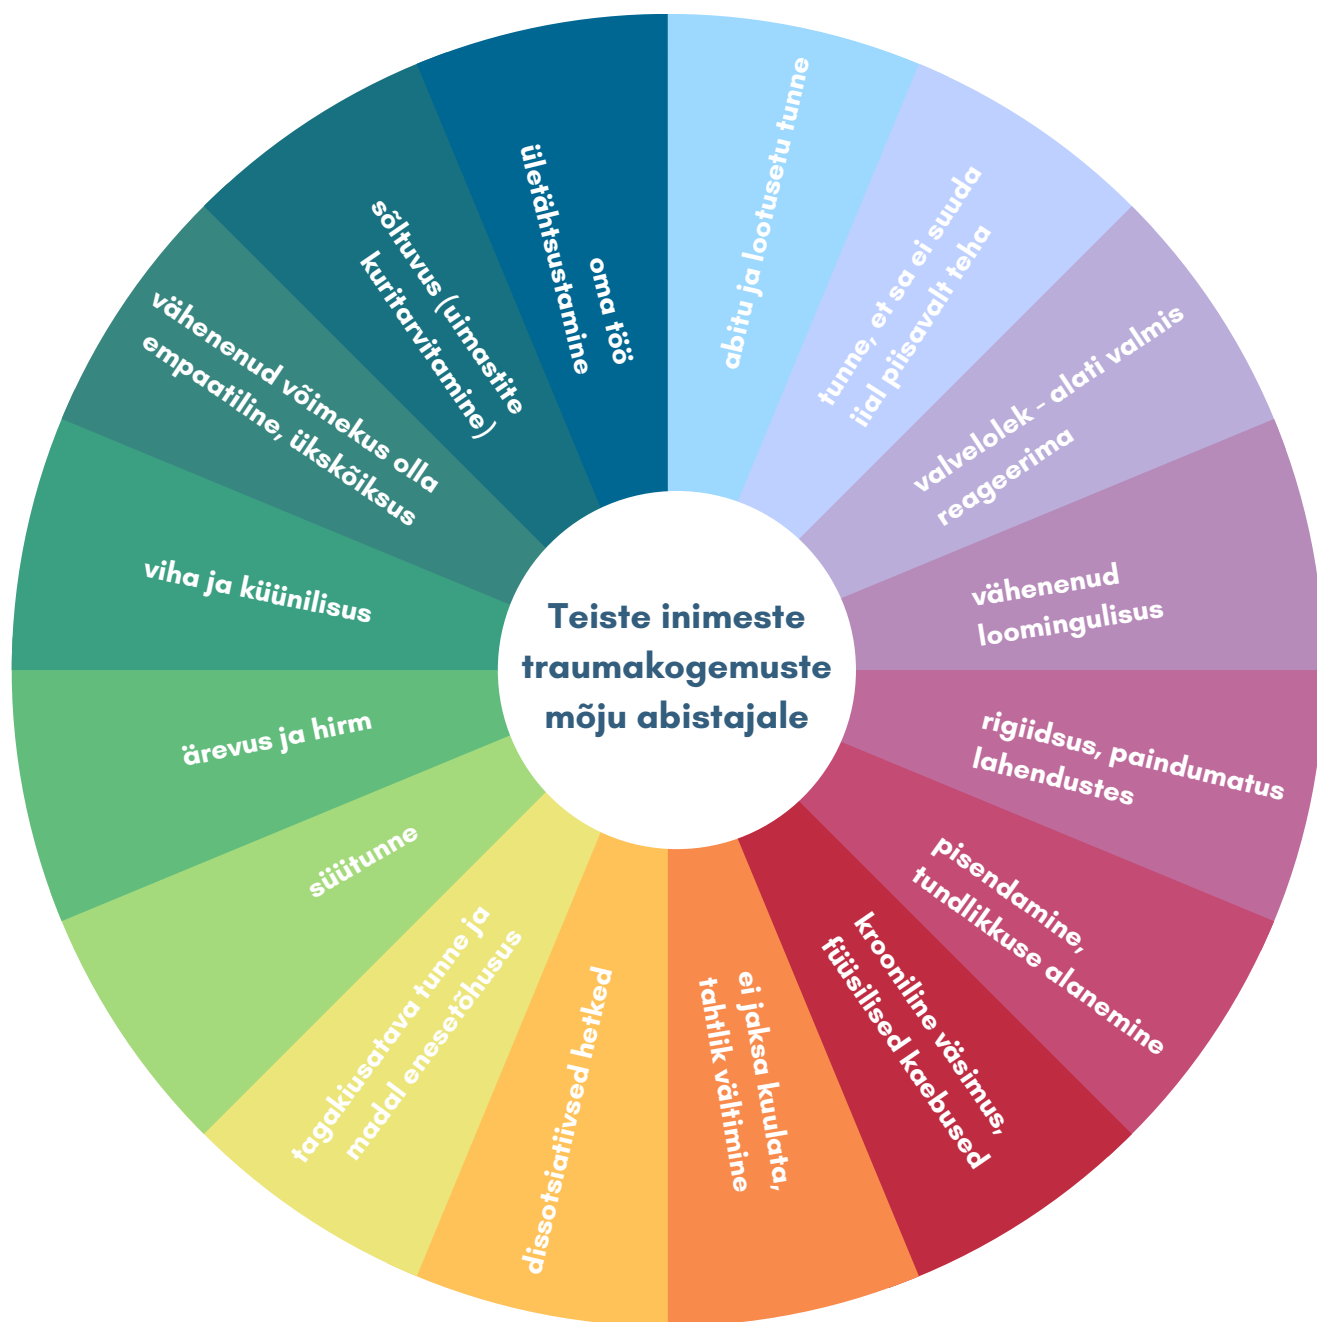 Teiste inimeste
traumakogemuste
mõju abistajale
abitu ja lootusetu tunne
tunne, et sa ei suuda
iial piisavalt teha
valvelolek - alati valmis
reageerima
vähenenud
loomingulisus
rigiidsus, paindumatus
lahendustes
pisendamine,
tundlikkuse alanemine
krooniline väsimus,
füüsilised kaebused
ei jaksa kuulata,
tahtlik vältimine
dissotsiatiivsed hetked
tagakiusatava tunne ja
madal enesetõhusus
süütunne
ärevus ja hirm
viha ja küünilisus
vähenenud võimekus olla
empaatiline, ükskõiksus
sõltuvus (uimastite
kuritarvitamine)
oma töö
ületähtsustamine